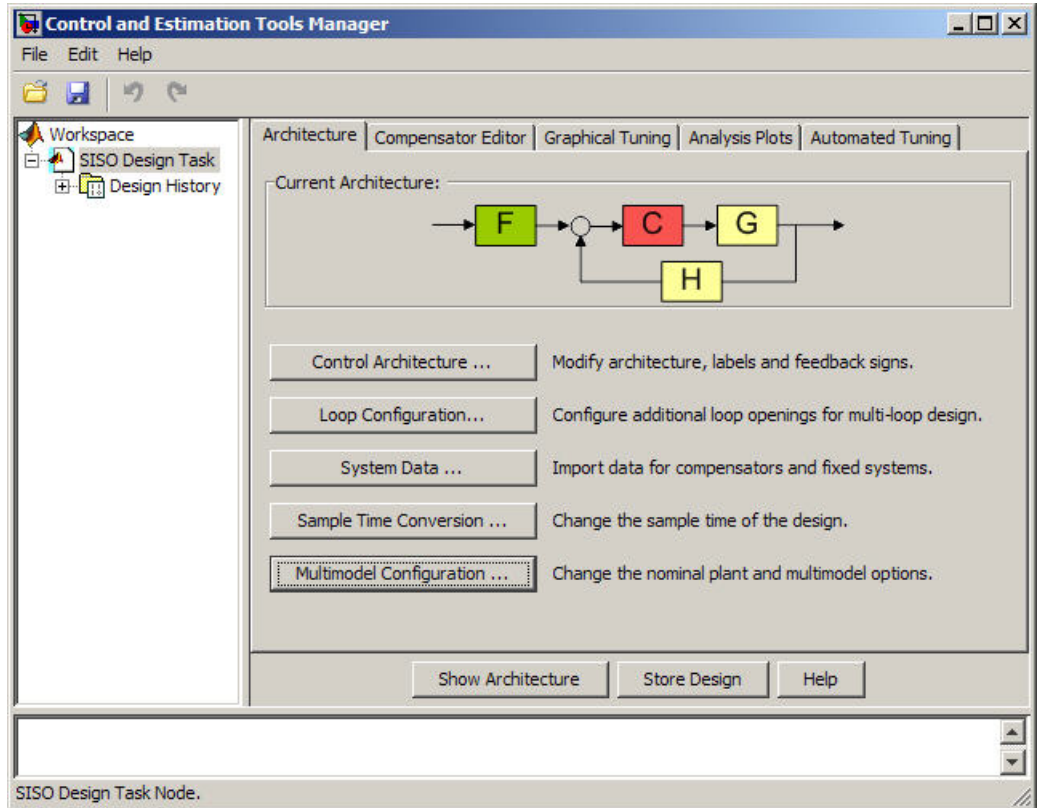 Control and Estimation Tools Manager
File Edit Help
Workspace
SISO Design Task
Design History
Architecture Compensator Editor Graphical Tuning Analysis Plots Automated Tuning
Current Architecture:
F C G
H
Control Architecture ... Modify architecture, labels and feedback signs.
Loop Configuration... Configure additional loop openings for multi-loop design.
System Data ... Import data for compensators and fixed systems.
Sample Time Conversion ... Change the sample time of the design.
Multimodel Configuration ... Change the nominal plant and multimodel options.
Show Architecture Store Design Help
SISO Design Task Node.